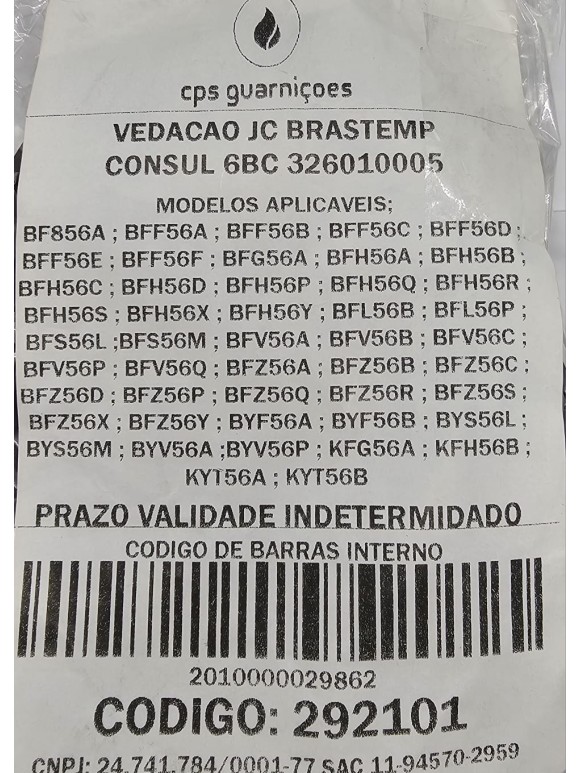 cps guarniçoes
VEDACAO JC BRASTEMP
CONSUL 6BC 326010005
MODELOS APLICAVEIS;
BF856A ; BFF56A ; BFF56B ; BFF56C ; BFF56D ;
BFF56E ; BFF56F ; BFG56A ; BFH56A ; BFH56B ;
BFH56C ; BFH56D ; BFH56P ; BFH56Q ; BFH56R ;
BFH56S ; BFH56X ; BFH56Y ; BFL56B ; BFL56P ;
BFS56L ;BFS56M ; BFV56A ; BFV56B ; BFV56C ;
BFV56P ; BFV56Q ; BFZ56A ; BFZ56B ; BFZ56C ;
BFZ56D ; BFZ56P ; BFZ56Q ; BFZ56R ; BFZ56S ;
BFZ56X ; BFZ56Y ; BYF56A ; BYF56B ; BYS56L ;
BYS56M ; BYV56A ;BYV56P ; KFG56A ; KFH56B ;
KYT56A ; KYT56B
PRAZO VALIDADE INDETERMIDADO
CODIGO DE BARRAS INTERNO
2010000029862
CODIGO: 292101
CNPJ: 24.741.784/0001-77 SAC 11-94570-2959